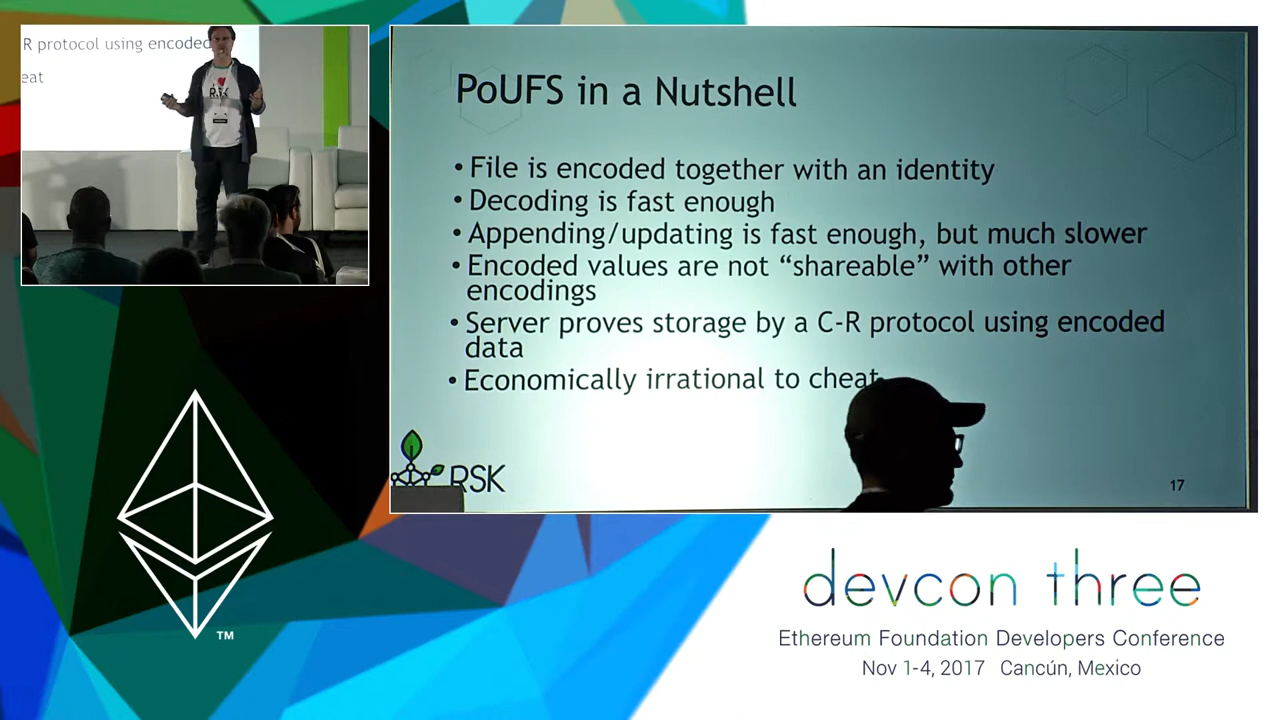 R protocol using encoded
eat
RSK
PoUFS in a Nutshell
• File is encoded together with an identity
• Decoding is fast enough
• Appending/updating is fast enough, but much slower
• Encoded values are not “shareable” with other
encodings
• Server proves storage by a C-R protocol using encoded
data
• Economically irrational to cheat
RSK
17
TM
devcon three
Ethereum Foundation Developers Conference
Nov 1-4, 2017 Cancún, Mexico